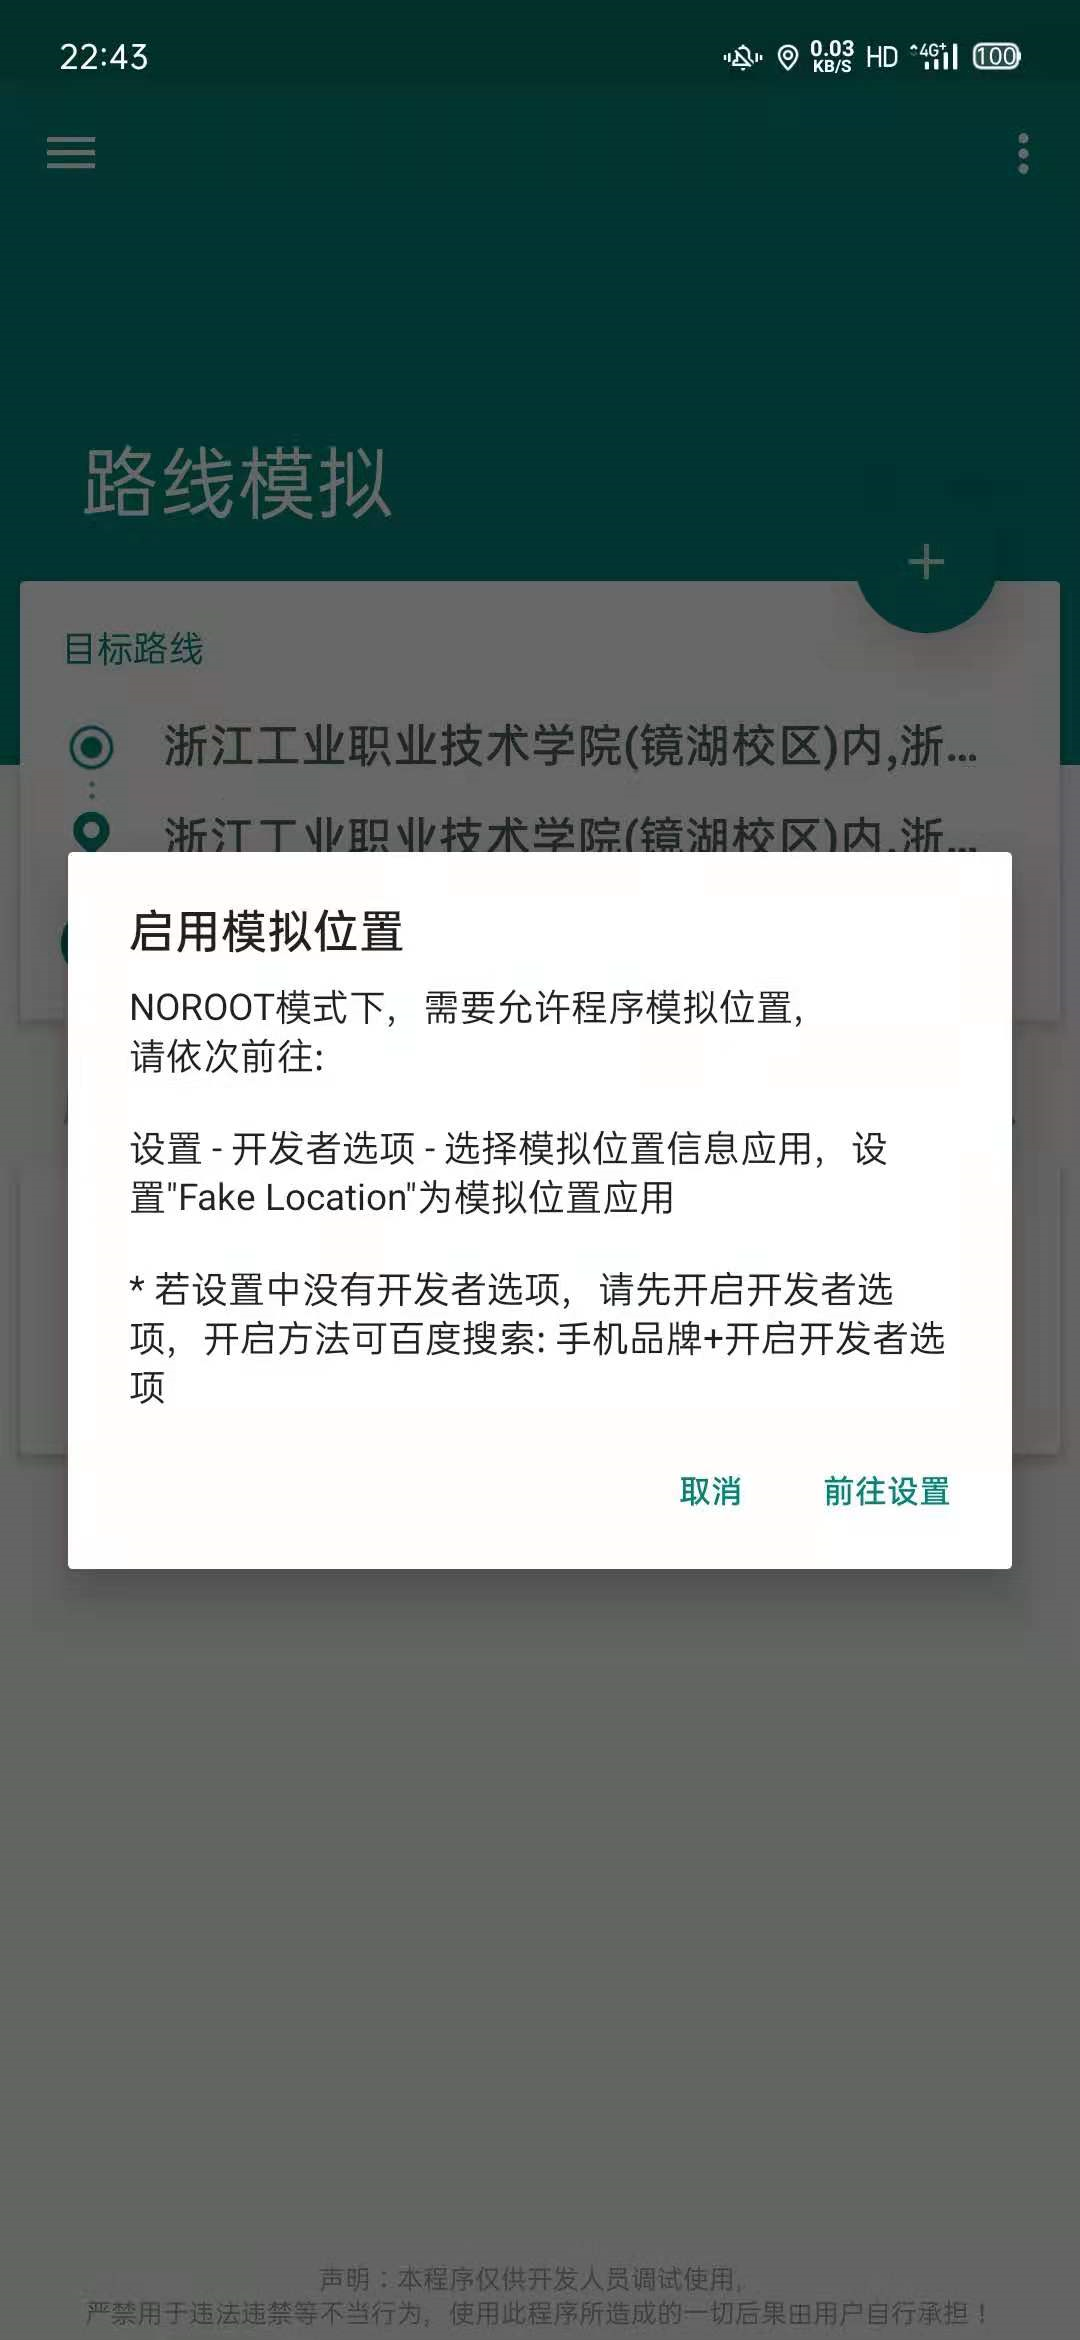 22:43
0.03
KB/S
HD
4G+
100
路线模拟
+
目标路线
浙江工业职业技术学院(镜湖校区)内,浙...
浙江工业职业技术学院(镜湖校区)内,浙...
启用模拟位置
NOROOT模式下，需要允许程序模拟位置，
请依次前往:
设置 - 开发者选项 - 选择模拟位置信息应用，设
置"Fake Location"为模拟位置应用
* 若设置中没有开发者选项，请先开启开发者选
项，开启方法可百度搜索: 手机品牌+开启开发者选
项
取消
前往设置
声明：本程序仅供开发人员调试使用，
严禁用于违法违禁等不当行为，使用此程序所造成的一切后果由用户自行承担！